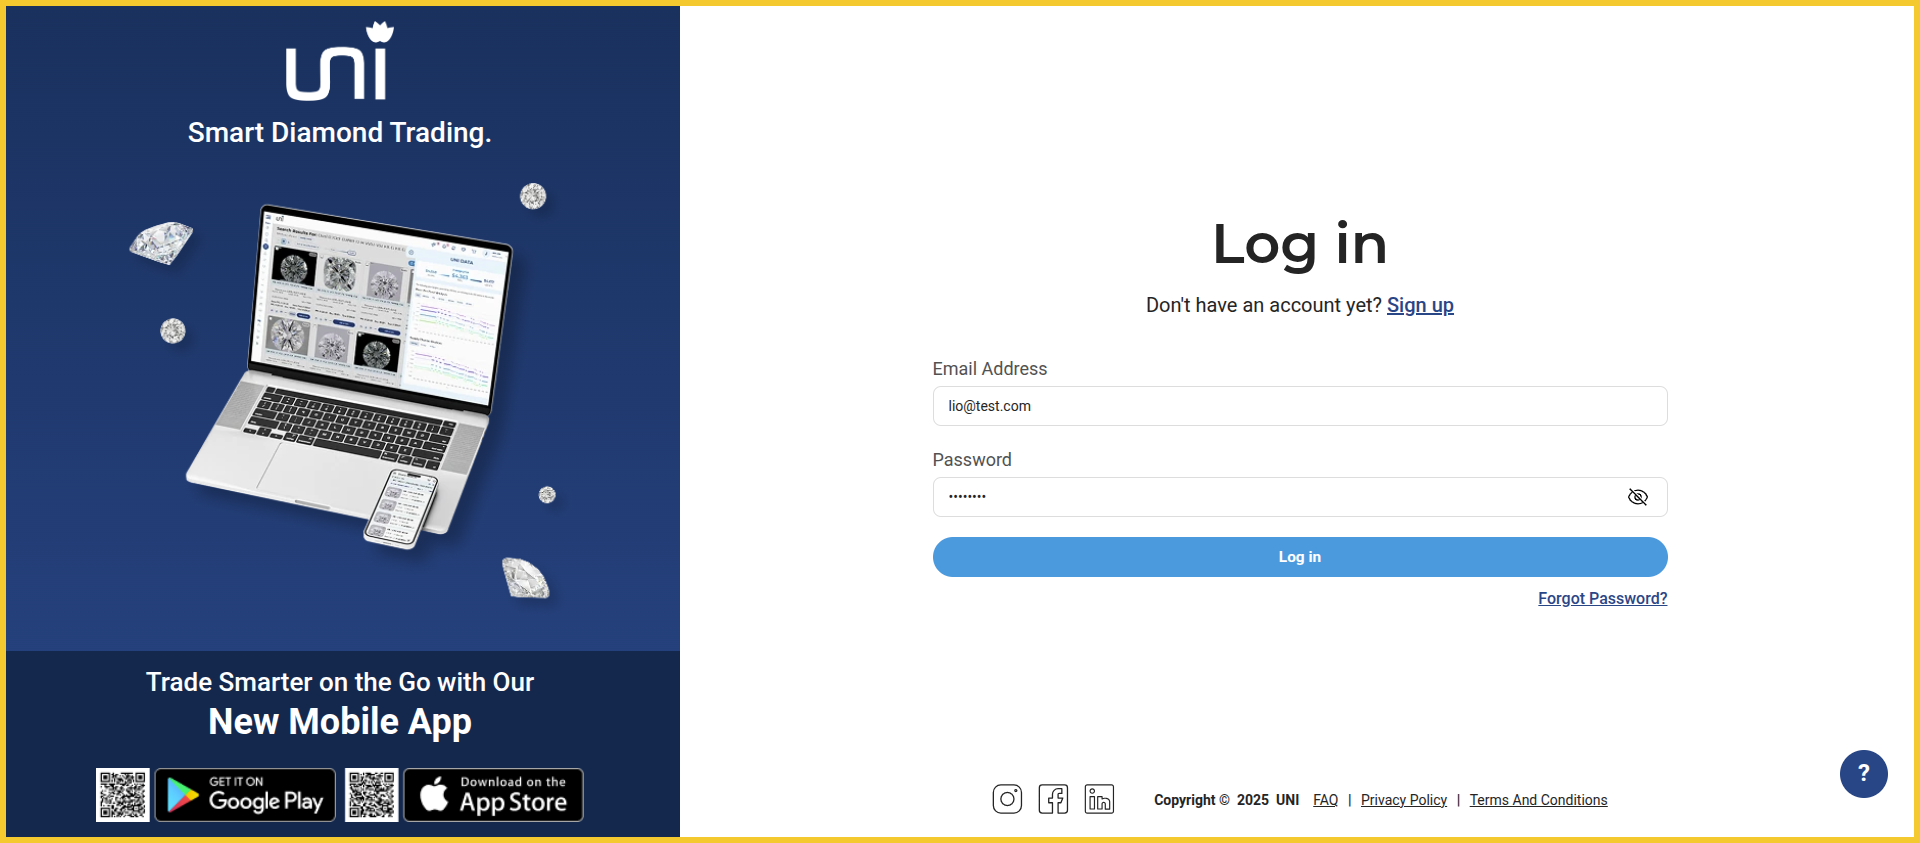 uni
Smart Diamond Trading.
Trade Smarter on the Go with Our
New Mobile App
GET IT ON
Google Play
Download on the
App Store
Log in
Don't have an account yet? Sign up
Email Address
lio@test.com
Password
••••••••
Log in
Forgot Password?
Copyright © 2025 UNI FAQ | Privacy Policy | Terms And Conditions
?